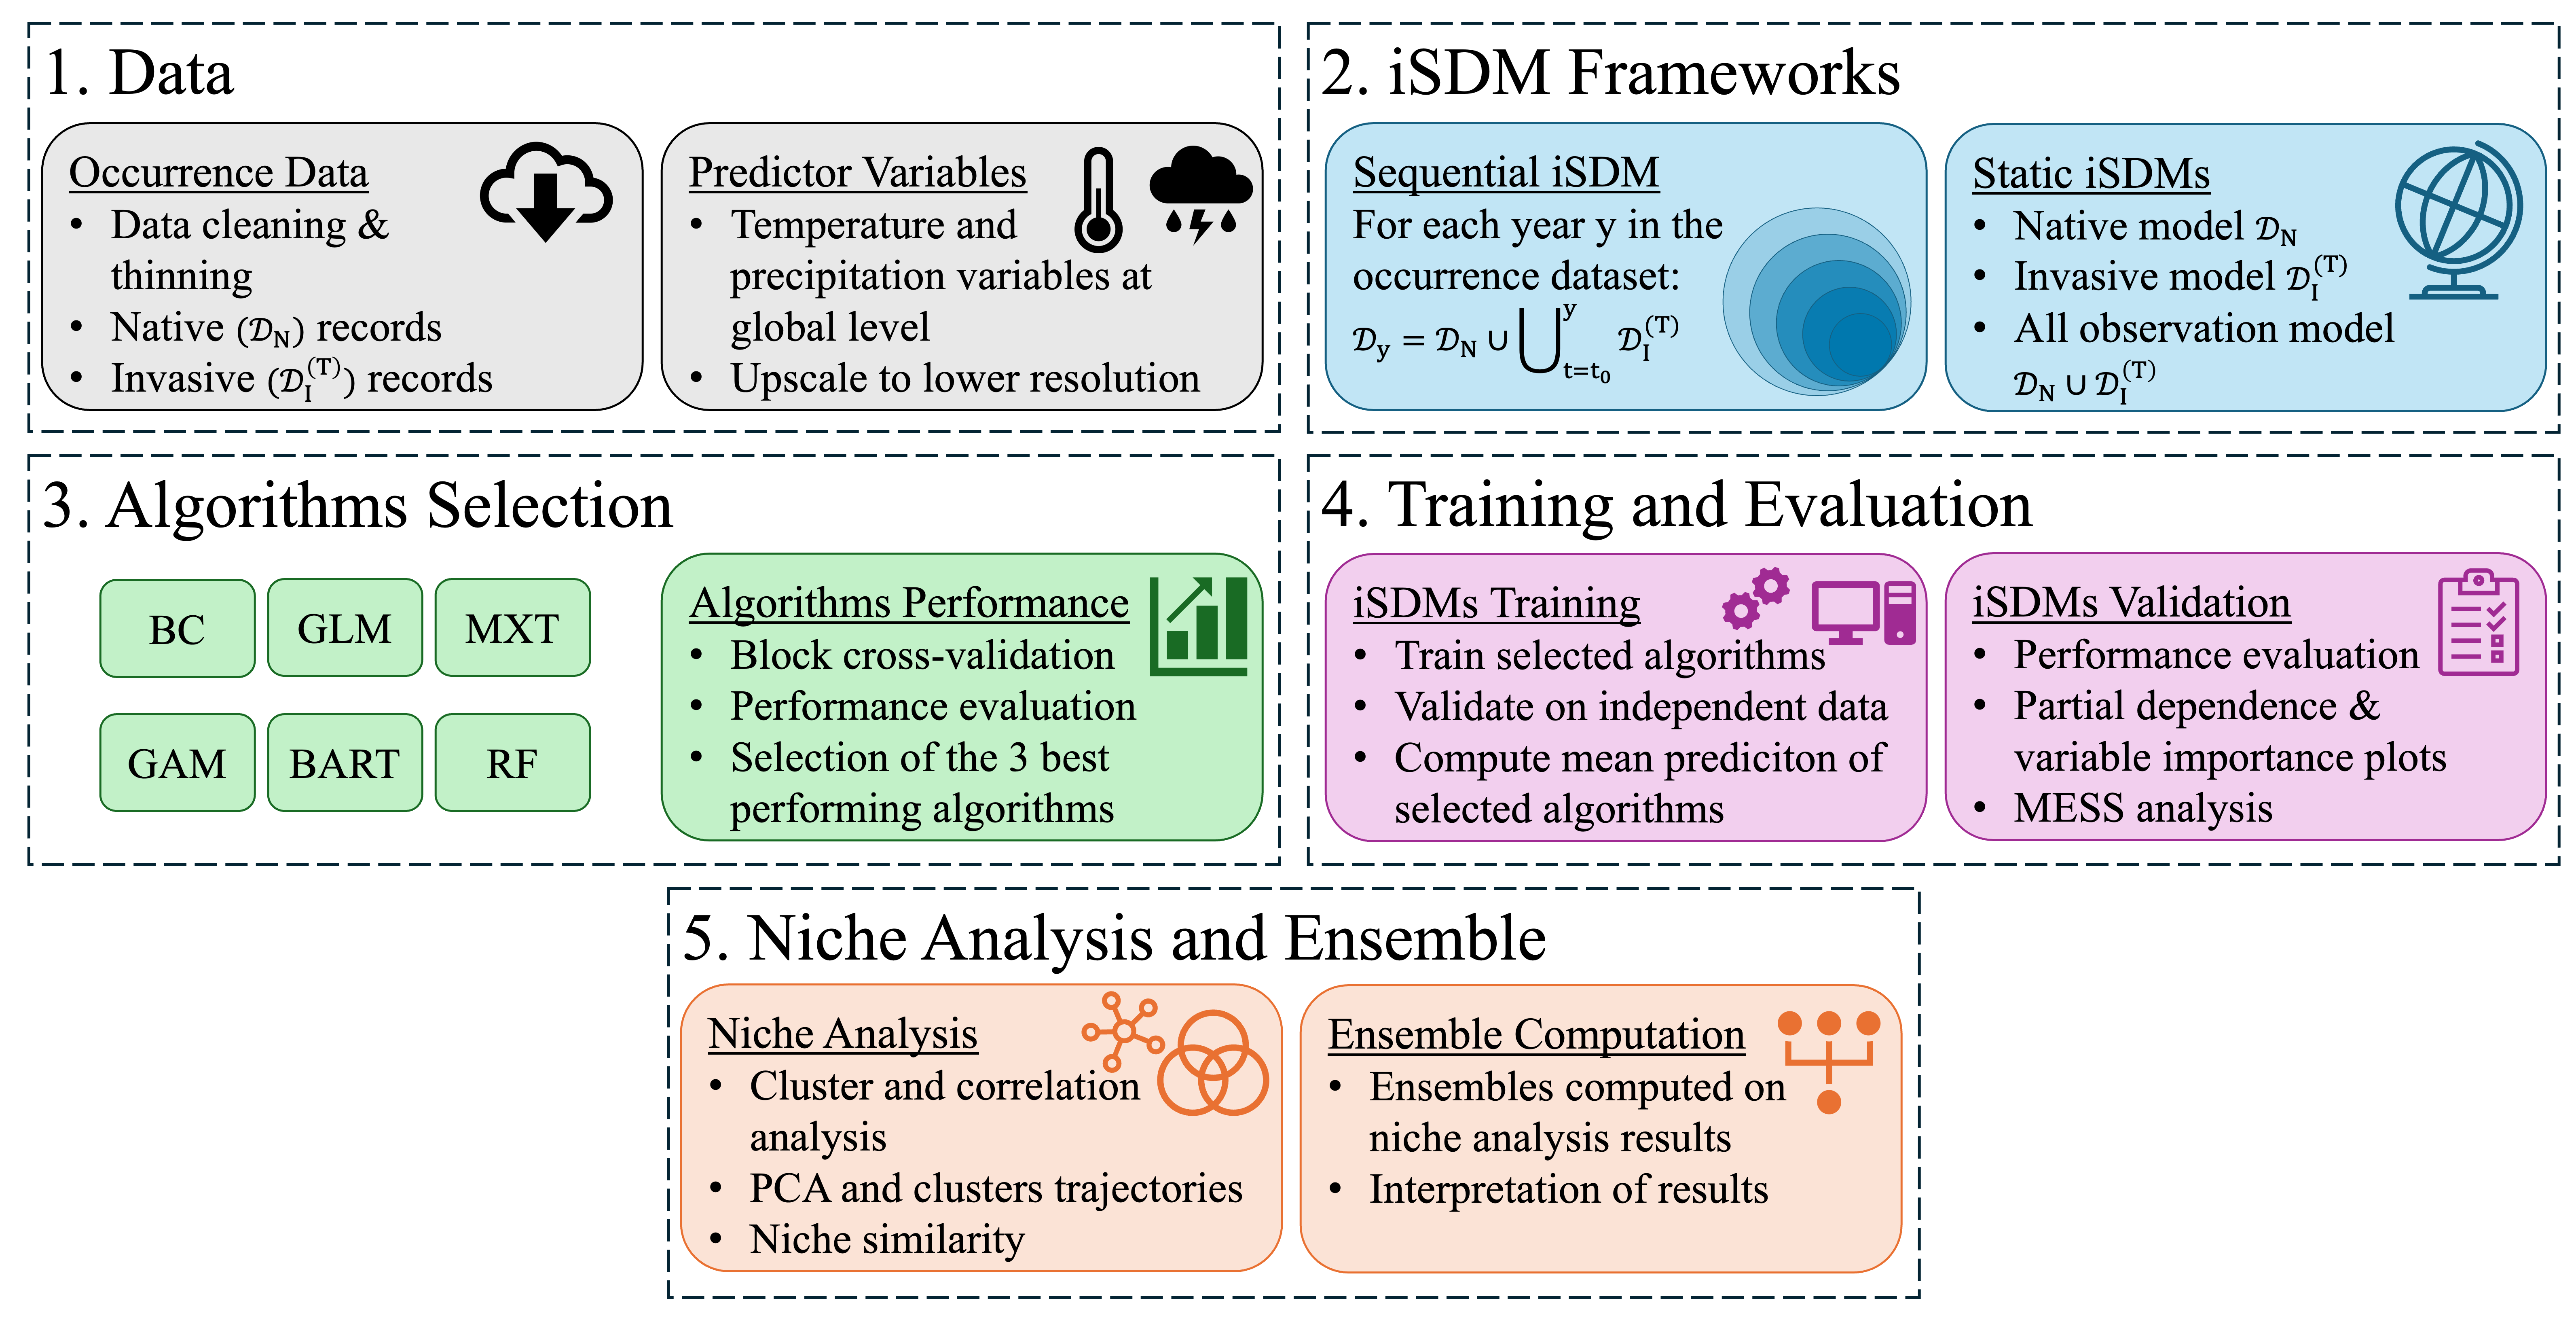 1. Data
Occurrence Data
• Data cleaning &
thinning
• Native (𝒟N) records
• Invasive (𝒟I(T)) records
Predictor Variables
• Temperature and
precipitation variables at
global level
• Upscale to lower resolution
2. iSDM Frameworks
Sequential iSDM
For each year y in the
occurrence dataset:
𝒟y = 𝒟N ∪ ⋃t=t0y 𝒟I(T)
Static iSDMs
• Native model 𝒟N
• Invasive model 𝒟I(T)
• All observation model
𝒟N ∪ 𝒟I(T)
3. Algorithms Selection
BC
GLM
MXT
GAM
BART
RF
Algorithms Performance
• Block cross-validation
• Performance evaluation
• Selection of the 3 best
performing algorithms
4. Training and Evaluation
iSDMs Training
• Train selected algorithms
• Validate on independent data
• Compute mean prediciton of
selected algorithms
iSDMs Validation
• Performance evaluation
• Partial dependence &
variable importance plots
• MESS analysis
5. Niche Analysis and Ensemble
Niche Analysis
• Cluster and correlation
analysis
• PCA and clusters trajectories
• Niche similarity
Ensemble Computation
• Ensembles computed on
niche analysis results
• Interpretation of results